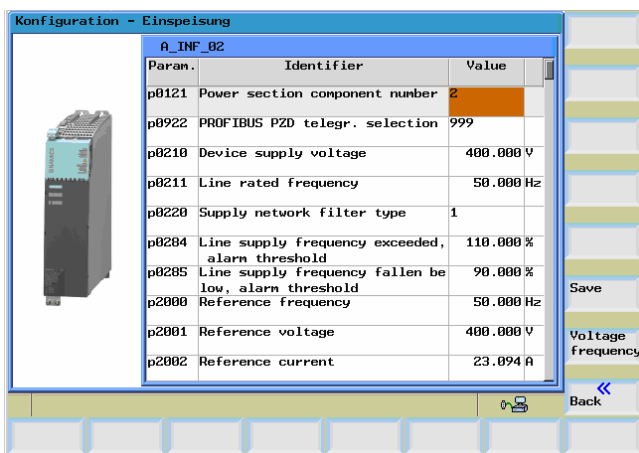 Konfiguration - Einspeisung
A_INF_02
Param. Identifier Value
p0121 Power section component number 2
p0922 PROFIBUS PZD telegr. selection 999
p0210 Device supply voltage 400.000 V
p0211 Line rated frequency 50.000 Hz
p0220 Supply network filter type 1
p0284 Line supply frequency exceeded, 110.000 %
alarm threshold
p0285 Line supply frequency fallen be 90.000 %
low, alarm threshold
p2000 Reference frequency 50.000 Hz
p2001 Reference voltage 400.000 V
p2002 Reference current 23.094 A
Save
Voltage
frequency
Back